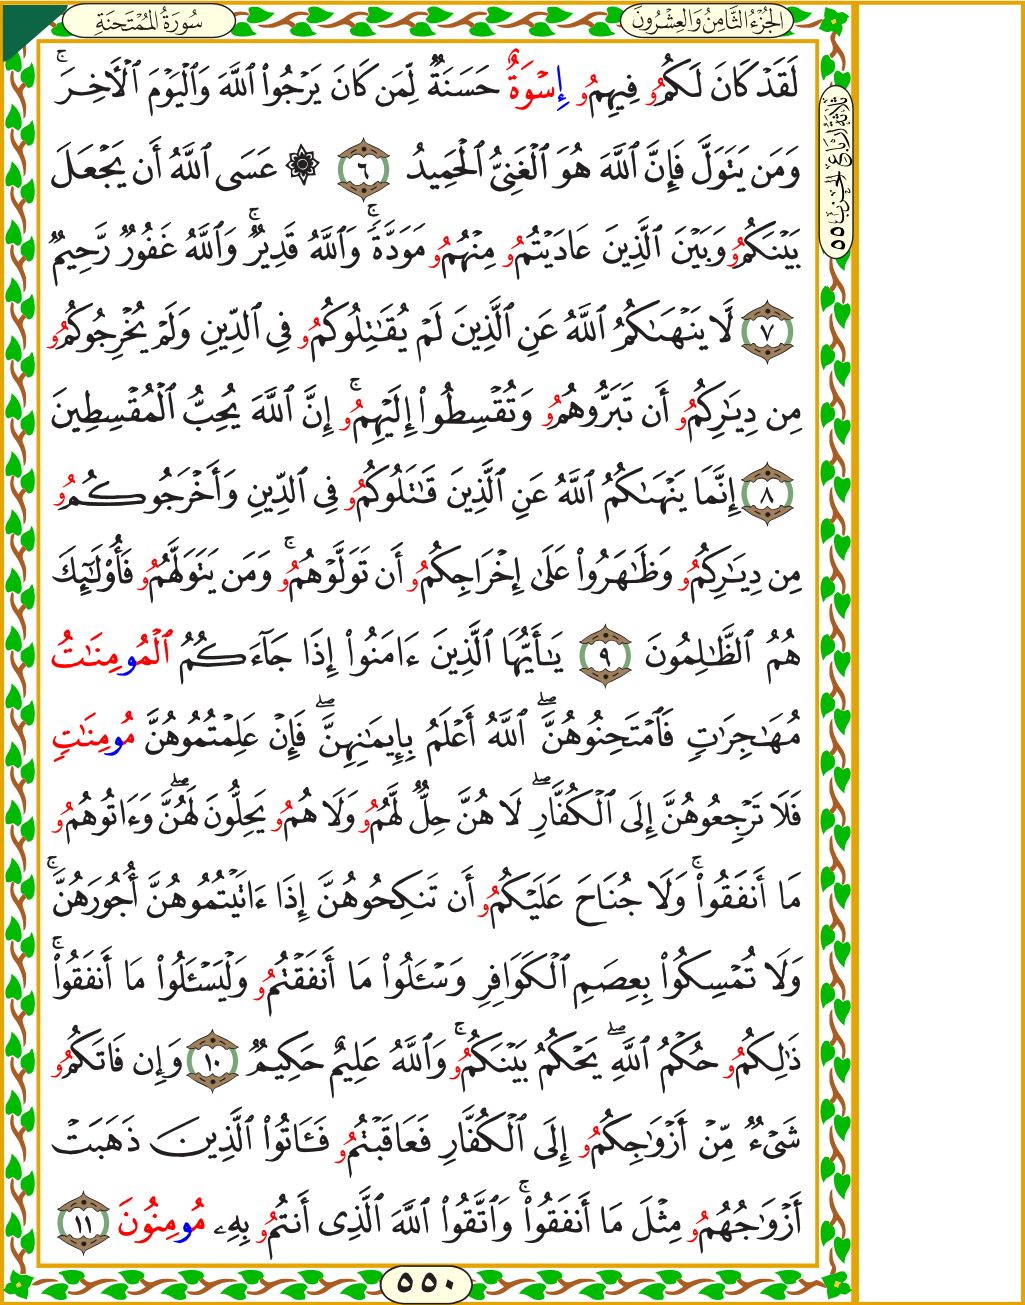 سُورَةُ المُمْتَحَنَةِ
الجُزْءُ الثَّامِنُ وَالعِشْرُونَ
ثَلَاثَةُ أَرْبَاعِ الحِزْبِ ٥٥
لَقَدْ كَانَ لَكُمُۥ فِيهِمُۥ إِسْوَةٌ حَسَنَةٌ لِّمَن كَانَ يَرْجُوا۟ ٱللَّهَ وَٱلْيَوْمَ ٱلْأَخِرَ ۚ
وَمَن يَتَوَلَّ فَإِنَّ ٱللَّهَ هُوَ ٱلْغَنِىُّ ٱلْحَمِيدُ ٦ ۞ عَسَى ٱللَّهُ أَن يَجْعَلَ
بَيْنَكُمُۥ وَبَيْنَ ٱلَّذِينَ عَادَيْتُمُۥ مِنْهُمُۥ مَوَدَّةً ۚ وَٱللَّهُ قَدِيرٌ ۚ وَٱللَّهُ غَفُورٌ رَّحِيمٌ
٧ لَّا يَنْهَىٰكُمُ ٱللَّهُ عَنِ ٱلَّذِينَ لَمْ يُقَٰتِلُوكُمُۥ فِى ٱلدِّينِ وَلَمْ يُخْرِجُوكُمُۥ
مِن دِيَٰرِكُمُۥ أَن تَبَرُّوهُمُۥ وَتُقْسِطُوٓا۟ إِلَيْهِمُۥ ۚ إِنَّ ٱللَّهَ يُحِبُّ ٱلْمُقْسِطِينَ
٨ إِنَّمَا يَنْهَىٰكُمُ ٱللَّهُ عَنِ ٱلَّذِينَ قَٰتَلُوكُمُۥ فِى ٱلدِّينِ وَأَخْرَجُوكُمُۥ
مِن دِيَٰرِكُمُۥ وَظَٰهَرُوا۟ عَلَىٰ إِخْرَاجِكُمُۥ أَن تَوَلَّوْهُمُۥ ۚ وَمَن يَتَوَلَّهُمُۥ فَأُو۟لَٰٓئِكَ
هُمُ ٱلظَّٰلِمُونَ ٩ يَٰأَيُّهَا ٱلَّذِينَ ءَامَنُوا۟ إِذَا جَآءَكُمُ ٱلْمُومِنَٰتُ
مُهَٰجِرَٰتٍ فَٱمْتَحِنُوهُنَّ ۖ ٱللَّهُ أَعْلَمُ بِإِيمَٰنِهِنَّ ۖ فَإِنْ عَلِمْتُمُوهُنَّ مُومِنَٰتٍ
فَلَا تَرْجِعُوهُنَّ إِلَى ٱلْكُفَّارِ ۖ لَا هُنَّ حِلٌّ لَّهُمُۥ وَلَا هُمُۥ يَحِلُّونَ لَهُنَّ ۖ وَءَاتُوهُمُۥ
مَا أَنفَقُوا۟ ۚ وَلَا جُنَاحَ عَلَيْكُمُۥ أَن تَنكِحُوهُنَّ إِذَا ءَاتَيْتُمُوهُنَّ أُجُورَهُنَّ ۚ
وَلَا تُمْسِكُوا۟ بِعِصَمِ ٱلْكَوَافِرِ وَسْـَٔلُوا۟ مَا أَنفَقْتُمُۥ وَلْيَسْـَٔلُوا۟ مَا أَنفَقُوا۟ ۚ
ذَٰلِكُمُۥ حُكْمُ ٱللَّهِ ۖ يَحْكُمُ بَيْنَكُمُۥ ۚ وَٱللَّهُ عَلِيمٌ حَكِيمٌ ١٠ وَإِن فَاتَكُمُۥ
شَىْءٌ مِّنْ أَزْوَٰجِكُمُۥ إِلَى ٱلْكُفَّارِ فَعَاقَبْتُمُۥ فَـَٔاتُوا۟ ٱلَّذِينَ ذَهَبَتْ
أَزْوَٰجُهُمُۥ مِثْلَ مَا أَنفَقُوا۟ ۚ وَٱتَّقُوا۟ ٱللَّهَ ٱلَّذِى أَنتُمُۥ بِهِۦ مُومِنُونَ ١١
٥٥٠